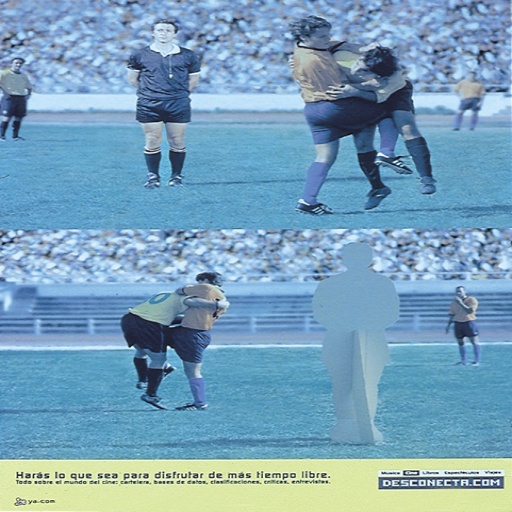 Harás lo que sea para disfrutar de más tiempo libre.
Todo sobre el mundo del cine: cartelera, bases de datos, clasificaciones, críticas, entrevistas.
ya.com
Música Cine Libros Espectáculos Viajes
DESCONECTA.COM